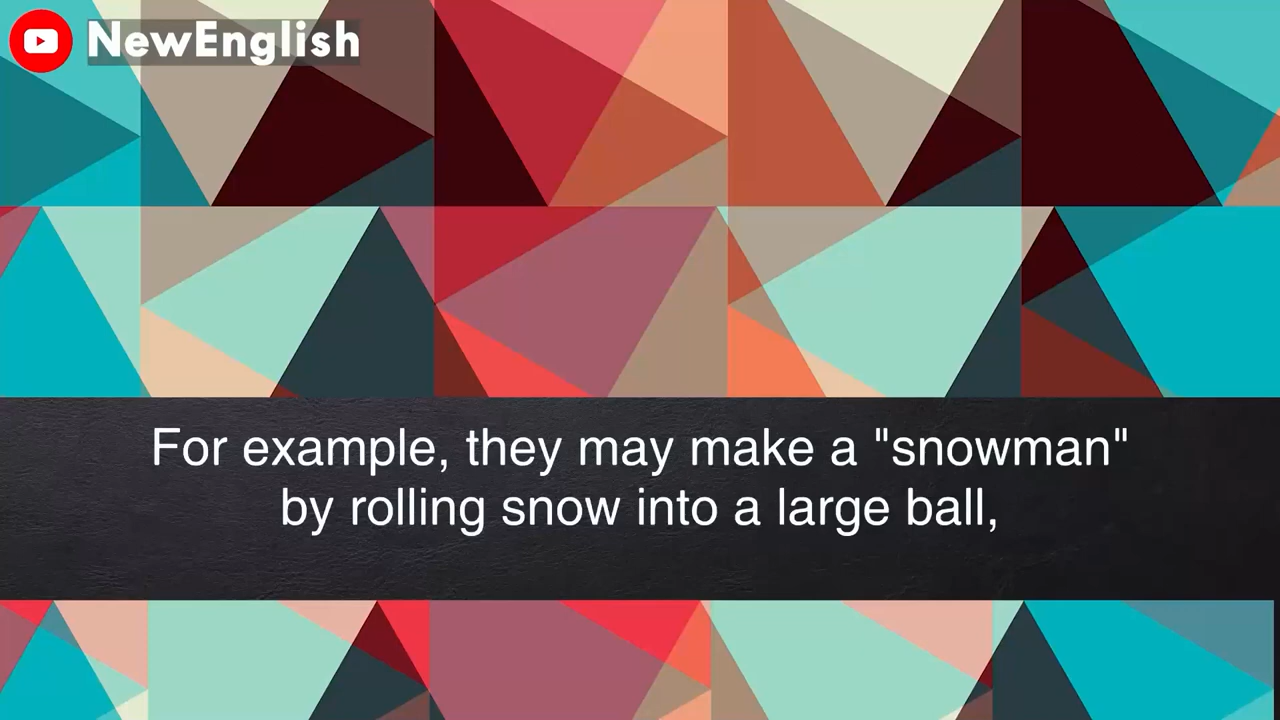 NewEnglish
For example, they may make a "snowman"
by rolling snow into a large ball,